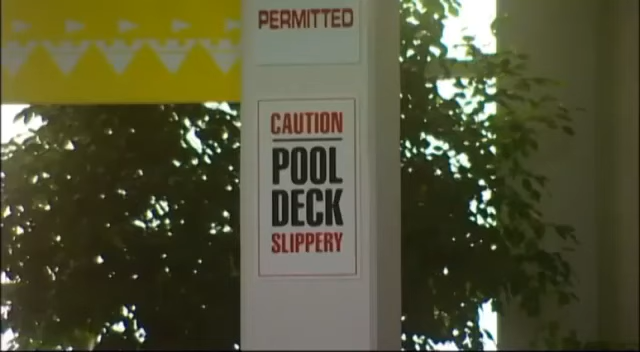 PERMITTED
CAUTION
POOL
DECK
SLIPPERY